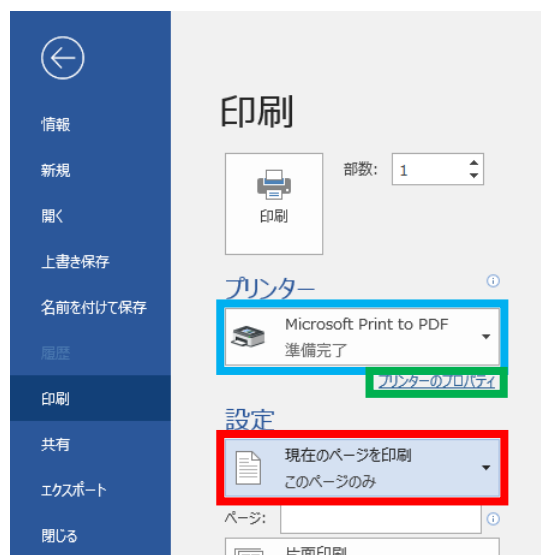 情報
新規
開く
上書き保存
名前を付けて保存
履歴
印刷
共有
エクスポート
閉じる
印刷
部数: 1
印刷
プリンター
Microsoft Print to PDF
準備完了
プリンターのプロパティ
設定
現在のページを印刷
このページのみ
ページ:
片面印刷